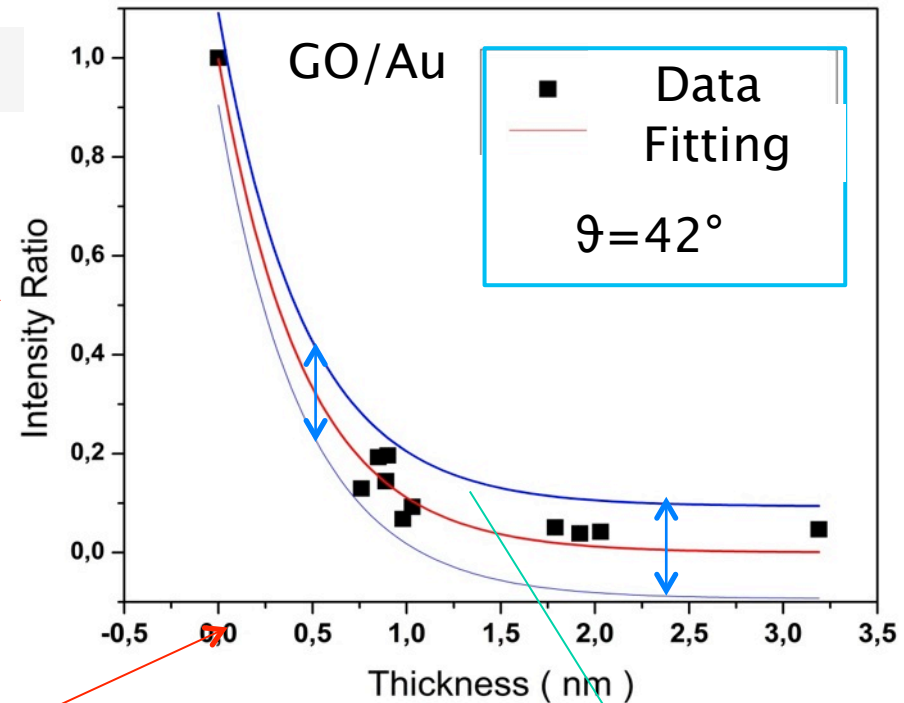 GO/Au
Data
Fitting
ϑ=42°
1,0
0,8
0,6
0,4
0,2
0,0
Intensity Ratio
-0,5 0,0 0,5 1,0 1,5 2,0 2,5 3,0 3,5
Thickness ( nm )